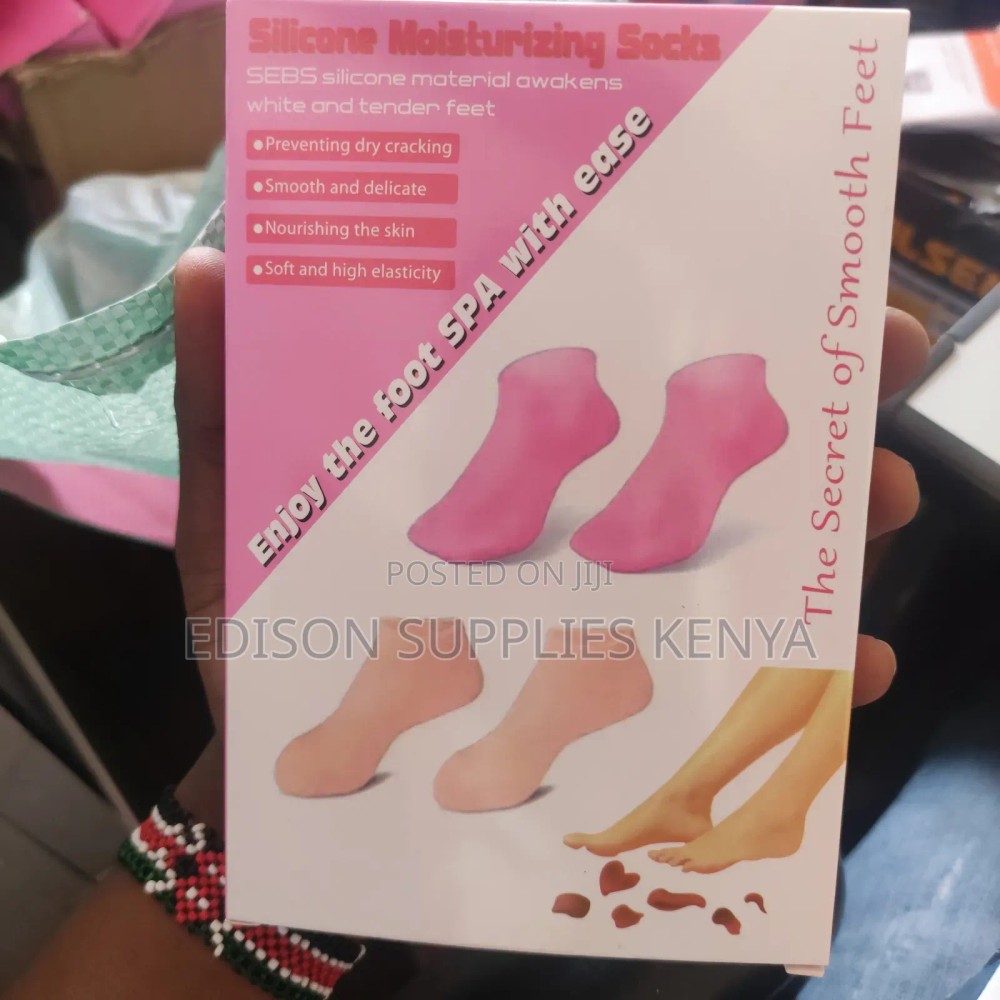 Silicone Moisturizing Socks
SEBS silicone material awakens
white and tender feet
●Preventing dry cracking
●Smooth and delicate
●Nourishing the skin
●Soft and high elasticity
Enjoy the foot SPA with ease
The Secret of Smooth Feet
POSTED ON JIJI
EDISON SUPPLIES KENYA